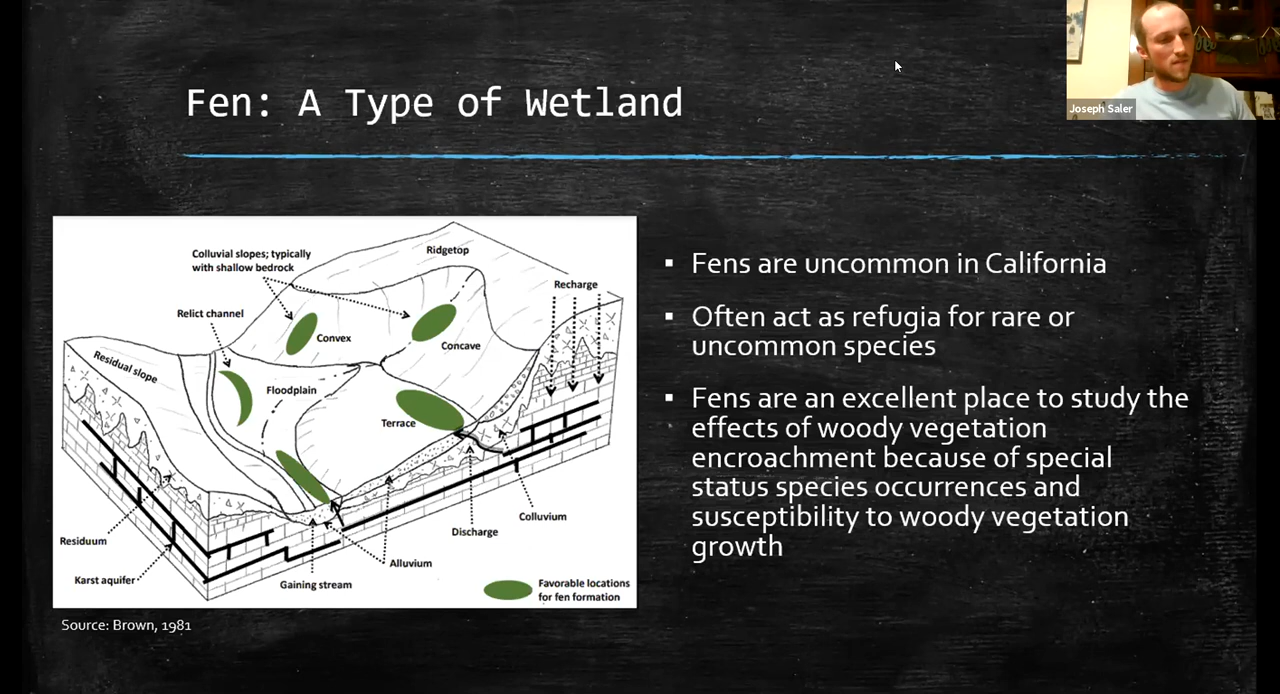 Joseph Saler
Fen: A Type of Wetland
Colluvial slopes; typically
with shallow bedrock
Ridgetop
Recharge
Relict channel
Convex
Concave
Residual slope
Floodplain
Terrace
Residuum
Karst aquifer
Gaining stream
Alluvium
Discharge
Colluvium
Favorable locations
for fen formation
Source: Brown, 1981
▪ Fens are uncommon in California
▪ Often act as refugia for rare or
uncommon species
▪ Fens are an excellent place to study the
effects of woody vegetation
encroachment because of special
status species occurrences and
susceptibility to woody vegetation
growth